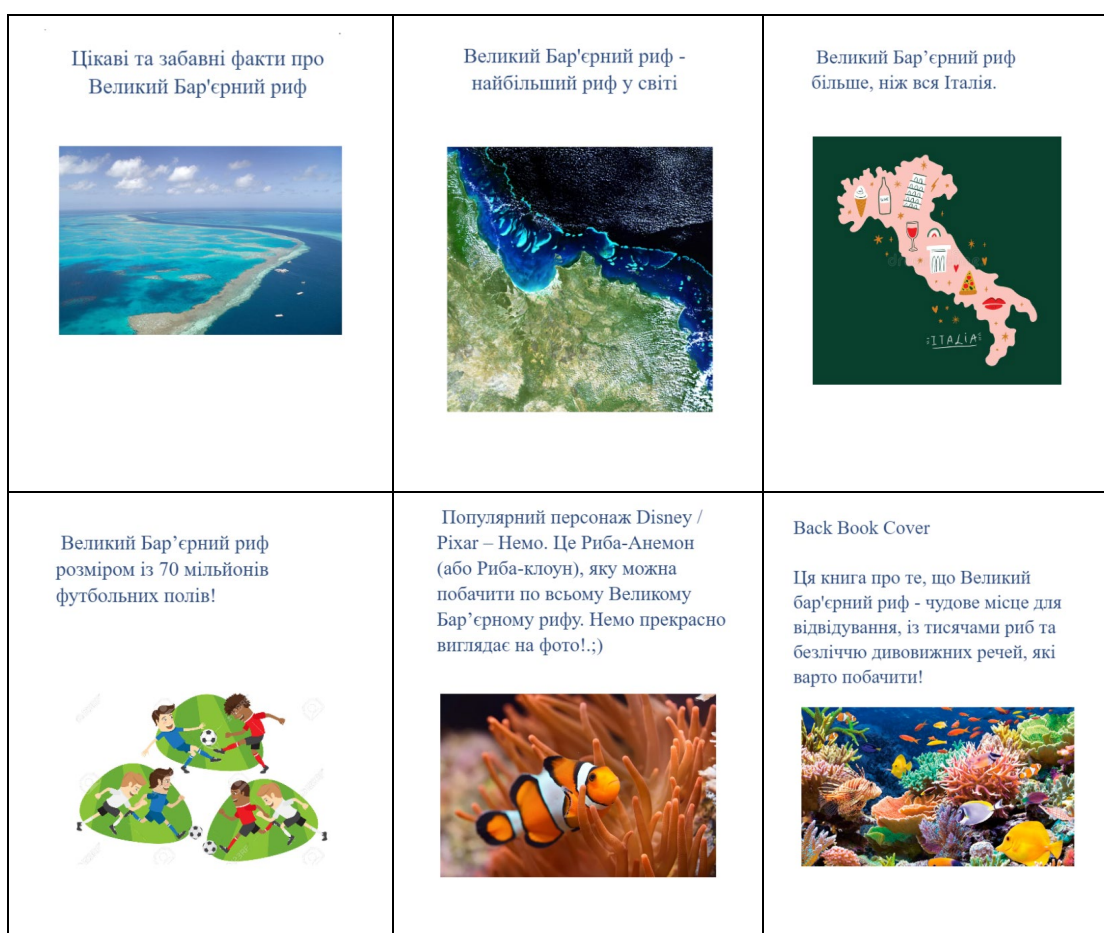 Цікаві та забавні факти про
Великий Бар'єрний риф
Великий Бар'єрний риф -
найбільший риф у світі
Великий Бар’єрний риф
більше, ніж вся Італія.
ITALIA
Великий Бар’єрний риф
розміром із 70 мільйонів
футбольних полів!
Популярний персонаж Disney /
Pixar – Немо. Це Риба-Анемон
(або Риба-клоун), яку можна
побачити по всьому Великому
Бар’єрному рифу. Немо прекрасно
виглядає на фото!.;)
Back Book Cover
Ця книга про те, що Великий
бар'єрний риф - чудове місце для
відвідування, із тисячами риб та
безліччю дивовижних речей, які
варто побачити!